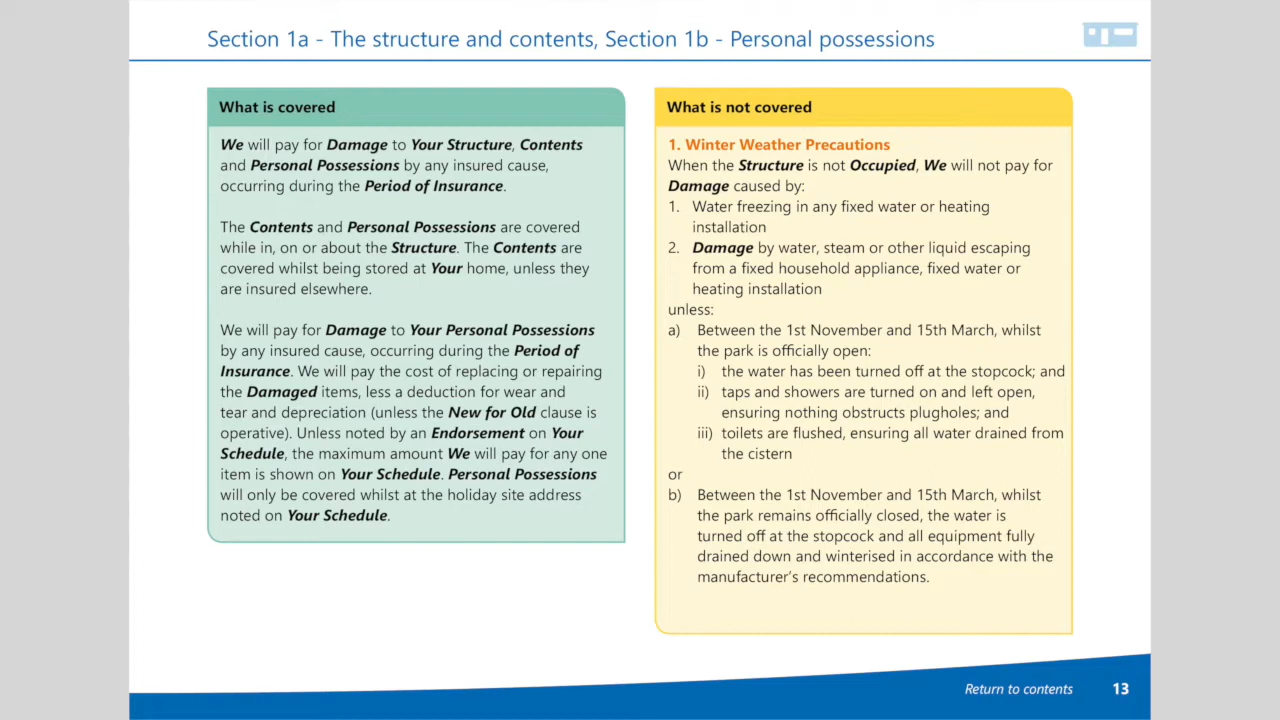 Section 1a - The structure and contents, Section 1b - Personal possessions
What is covered
We will pay for Damage to Your Structure, Contents
and Personal Possessions by any insured cause,
occurring during the Period of Insurance.
The Contents and Personal Possessions are covered
while in, on or about the Structure. The Contents are
covered whilst being stored at Your home, unless they
are insured elsewhere.
We will pay for Damage to Your Personal Possessions
by any insured cause, occurring during the Period of
Insurance. We will pay the cost of replacing or repairing
the Damaged items, less a deduction for wear and
tear and depreciation (unless the New for Old clause is
operative). Unless noted by an Endorsement on Your
Schedule, the maximum amount We will pay for any one
item is shown on Your Schedule. Personal Possessions
will only be covered whilst at the holiday site address
noted on Your Schedule.
What is not covered
1. Winter Weather Precautions
When the Structure is not Occupied, We will not pay for
Damage caused by:
1. Water freezing in any fixed water or heating
installation
2. Damage by water, steam or other liquid escaping
from a fixed household appliance, fixed water or
heating installation
unless:
a) Between the 1st November and 15th March, whilst
the park is officially open:
i) the water has been turned off at the stopcock; and
ii) taps and showers are turned on and left open,
ensuring nothing obstructs plugholes; and
iii) toilets are flushed, ensuring all water drained from
the cistern
or
b) Between the 1st November and 15th March, whilst
the park remains officially closed, the water is
turned off at the stopcock and all equipment fully
drained down and winterised in accordance with the
manufacturer's recommendations.
Return to contents 13